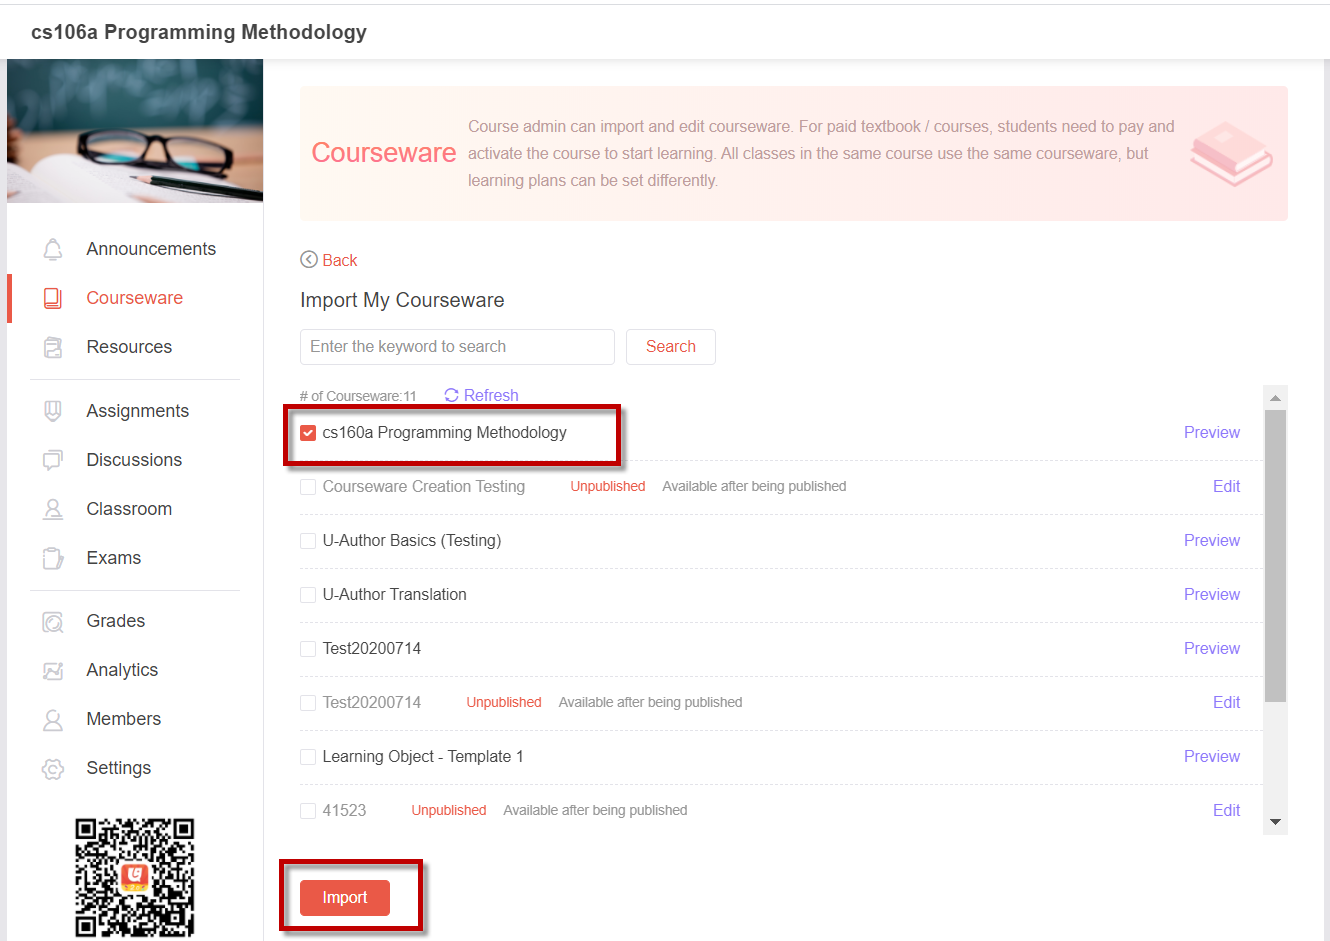 cs106a Programming Methodology
Course admin can import and edit courseware. For paid textbook / courses, students need to pay and
Courseware
activate the course to start learning. All classes in the same course use the same courseware, but
learning plans can be set differently.
Announcements
Courseware
Resources
Assignments
Discussions
Classroom
Exams
Grades
Analytics
Members
Settings
Back
Import My Courseware
Enter the keyword to search
Search
# of Courseware:11
Refresh
cs160a Programming Methodology
Preview
Courseware Creation Testing
Unpublished
Available after being published
Edit
U-Author Basics (Testing)
Preview
U-Author Translation
Preview
Test20200714
Preview
Test20200714
Unpublished
Available after being published
Edit
Learning Object - Template 1
Preview
41523
Unpublished
Available after being published
Edit
Import